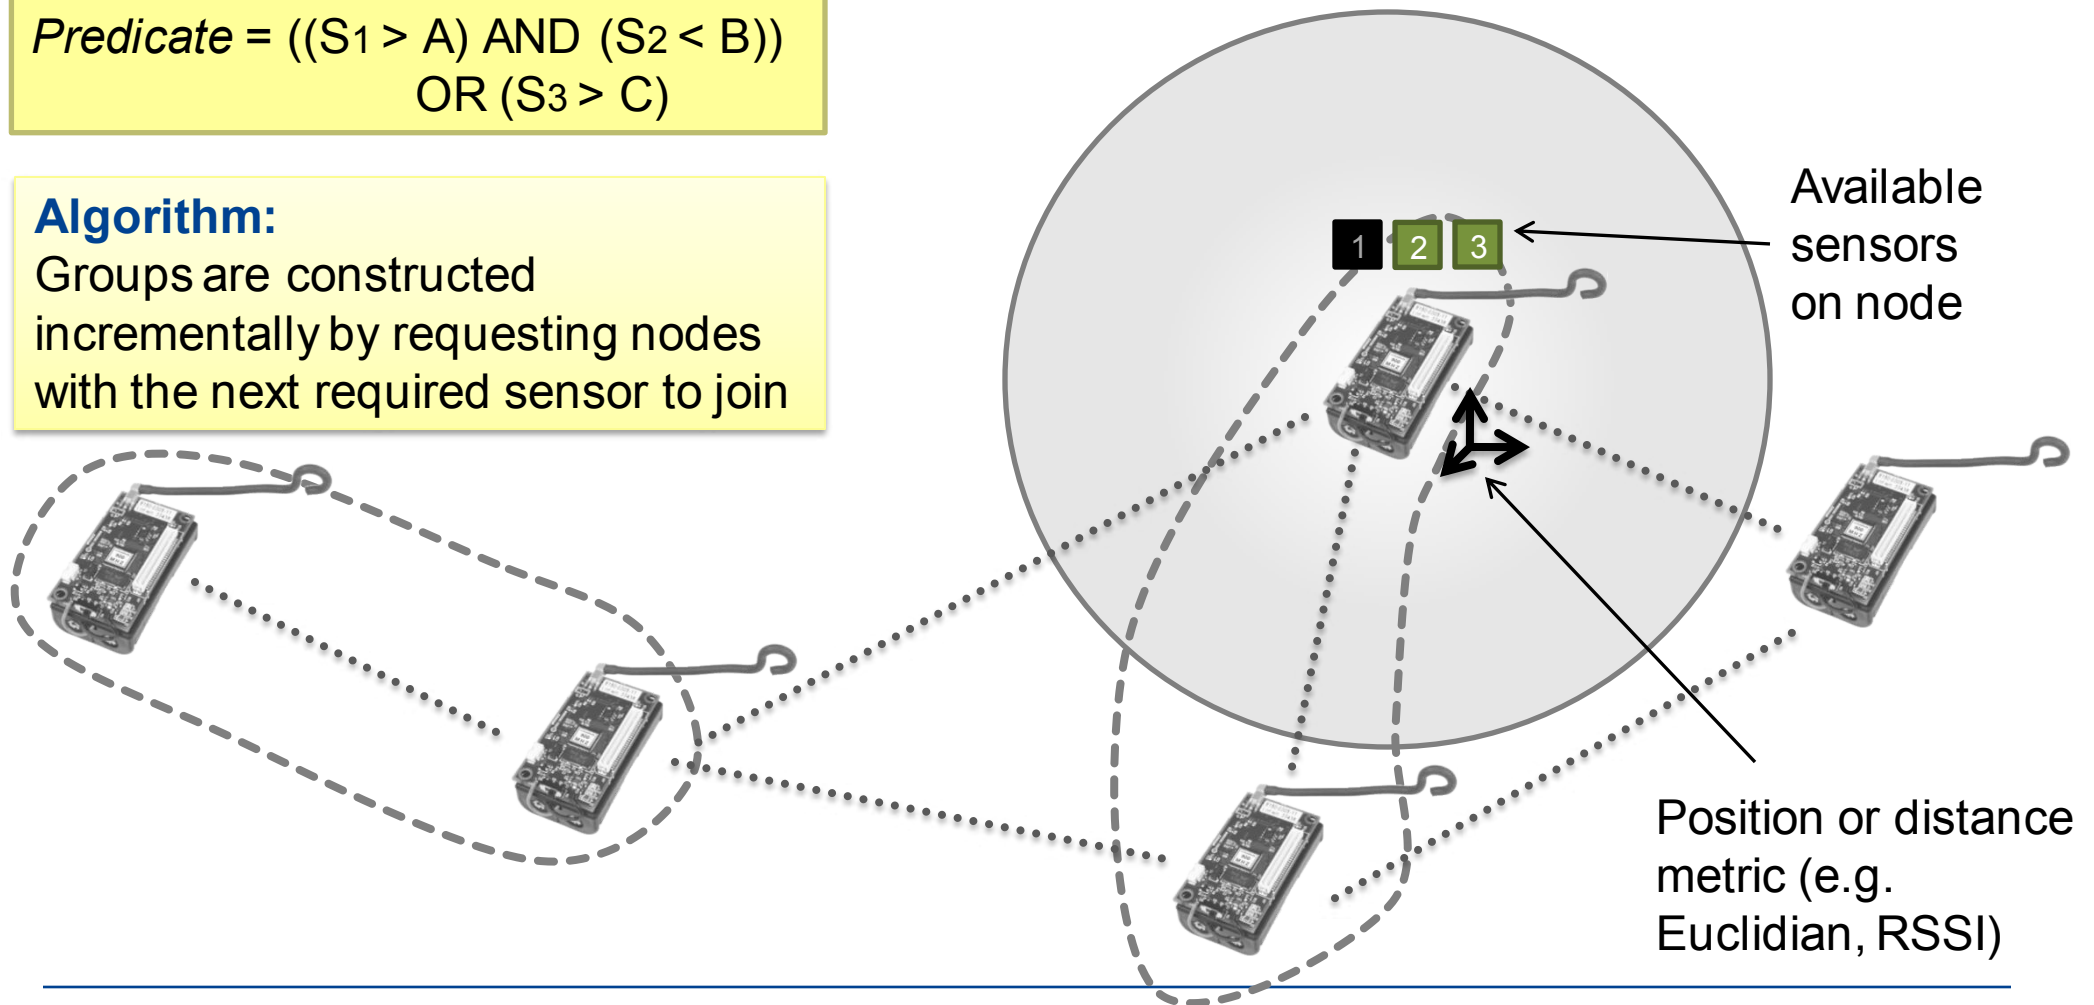 Predicate = ((S1 > A) AND (S2 < B))
OR (S3 > C)
Algorithm:
Groups are constructed
incrementally by requesting nodes
with the next required sensor to join
1 2 3
Available
sensors
on node
Position or distance
metric (e.g.
Euclidian, RSSI)